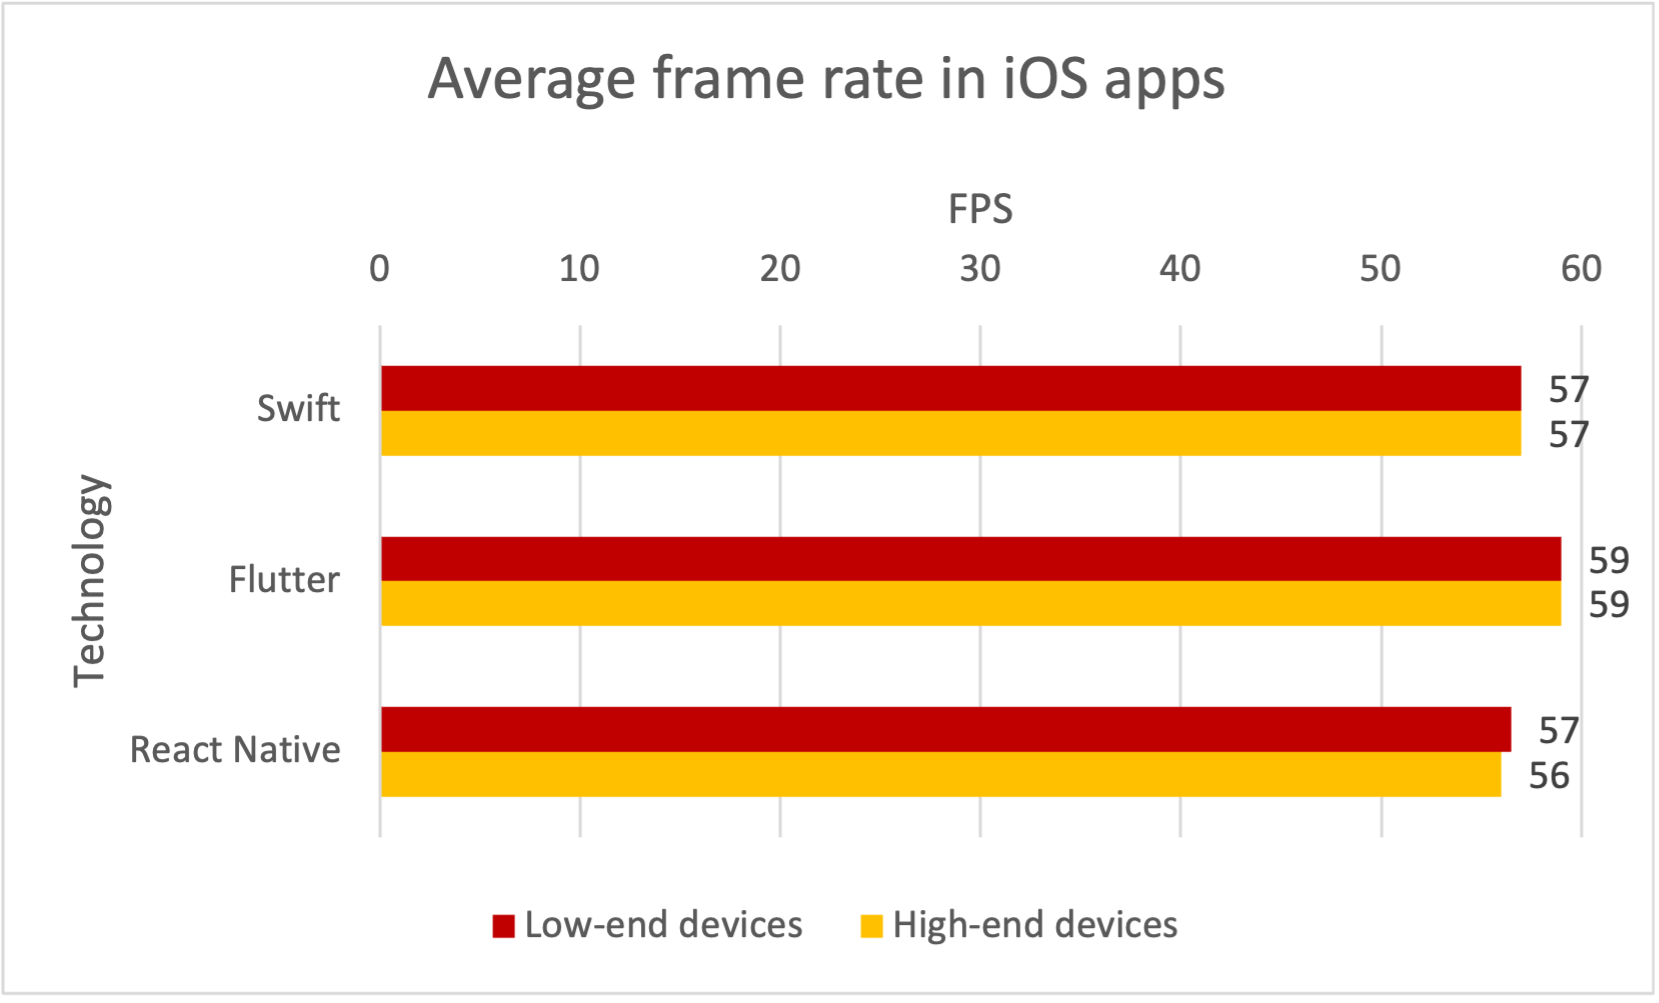 Average frame rate in iOS apps
FPS
0 10 20 30 40 50 60
Technology
Swift
57
57
Flutter
59
59
React Native
57
56
Low-end devices
High-end devices